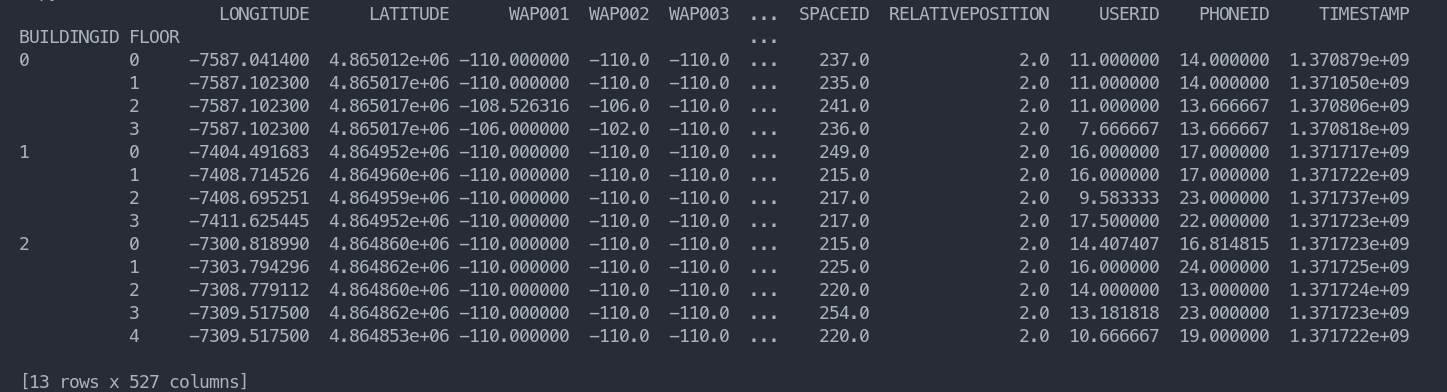 LONGITUDE LATITUDE WAP001 WAP002 WAP003 ... SPACEID RELATIVEPOSITION USERID PHONEID TIMESTAMP
BUILDINGID FLOOR ...
0 0 −7587.041400 4.865012e+06 −110.000000 −110.0 −110.0 ... 237.0 2.0 11.000000 14.000000 1.370879e+09
1 −7587.102300 4.865017e+06 −110.000000 −110.0 −110.0 ... 235.0 2.0 11.000000 14.000000 1.371050e+09
2 −7587.102300 4.865017e+06 −108.526316 −106.0 −110.0 ... 241.0 2.0 11.000000 13.666667 1.370806e+09
3 −7587.102300 4.865017e+06 −106.000000 −102.0 −110.0 ... 236.0 2.0 7.666667 13.666667 1.370818e+09
1 0 −7404.491683 4.864952e+06 −110.000000 −110.0 −110.0 ... 249.0 2.0 16.000000 17.000000 1.371717e+09
1 −7408.714526 4.864960e+06 −110.000000 −110.0 −110.0 ... 215.0 2.0 16.000000 17.000000 1.371722e+09
2 −7408.695251 4.864959e+06 −110.000000 −110.0 −110.0 ... 217.0 2.0 9.583333 23.000000 1.371737e+09
3 −7411.625445 4.864952e+06 −110.000000 −110.0 −110.0 ... 217.0 2.0 17.500000 22.000000 1.371723e+09
2 0 −7300.818990 4.864860e+06 −110.000000 −110.0 −110.0 ... 215.0 2.0 14.407407 16.814815 1.371723e+09
1 −7303.794296 4.864862e+06 −110.000000 −110.0 −110.0 ... 225.0 2.0 16.000000 24.000000 1.371725e+09
2 −7308.779112 4.864860e+06 −110.000000 −110.0 −110.0 ... 220.0 2.0 14.000000 13.000000 1.371724e+09
3 −7309.517500 4.864862e+06 −110.000000 −110.0 −110.0 ... 254.0 2.0 13.181818 23.000000 1.371723e+09
4 −7309.517500 4.864853e+06 −110.000000 −110.0 −110.0 ... 220.0 2.0 10.666667 19.000000 1.371722e+09
[13 rows x 527 columns]